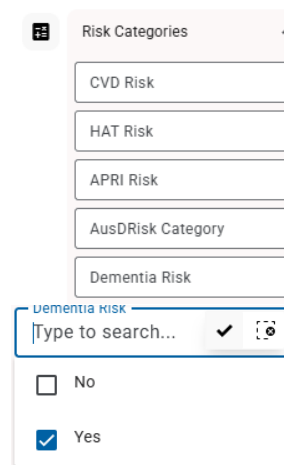 Risk Categories
CVD Risk
HAT Risk
APRI Risk
AusDRisk Category
Dementia Risk
Dementia Risk
Type to search...
No
Yes